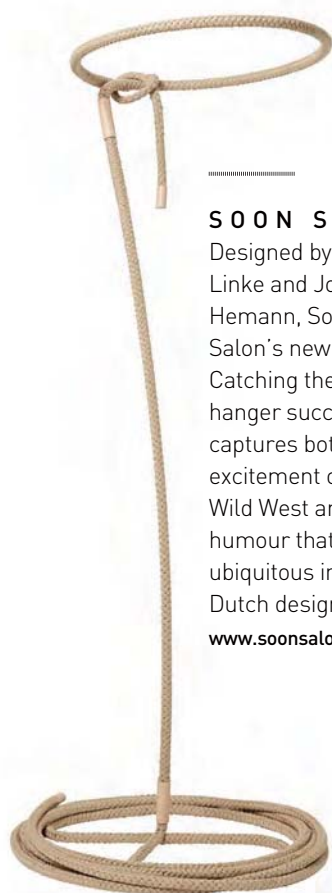 SOON S
Designed by
Linke and Jo
Hemann, So
Salon's new
Catching the
hanger succ
captures bot
excitement o
Wild West an
humour that
ubiquitous in
Dutch design
www.soonsalo